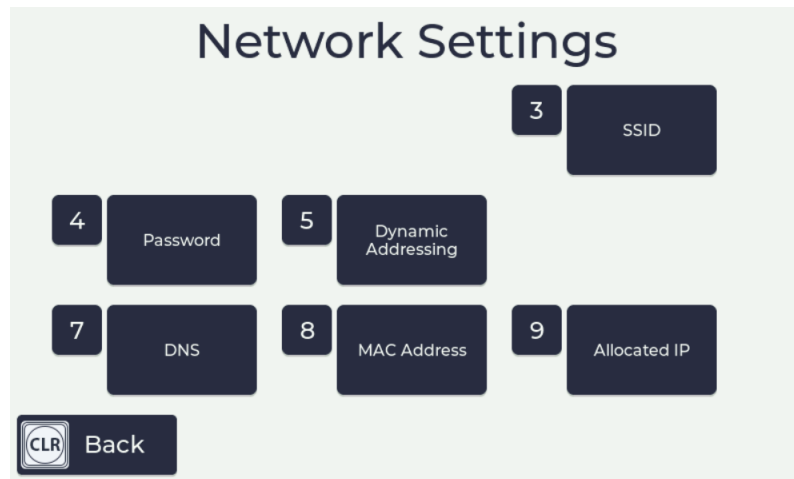 Network Settings
3
SSID
4
Password
5
Dynamic
Addressing
7
DNS
8
MAC Address
9
Allocated IP
CLR
Back